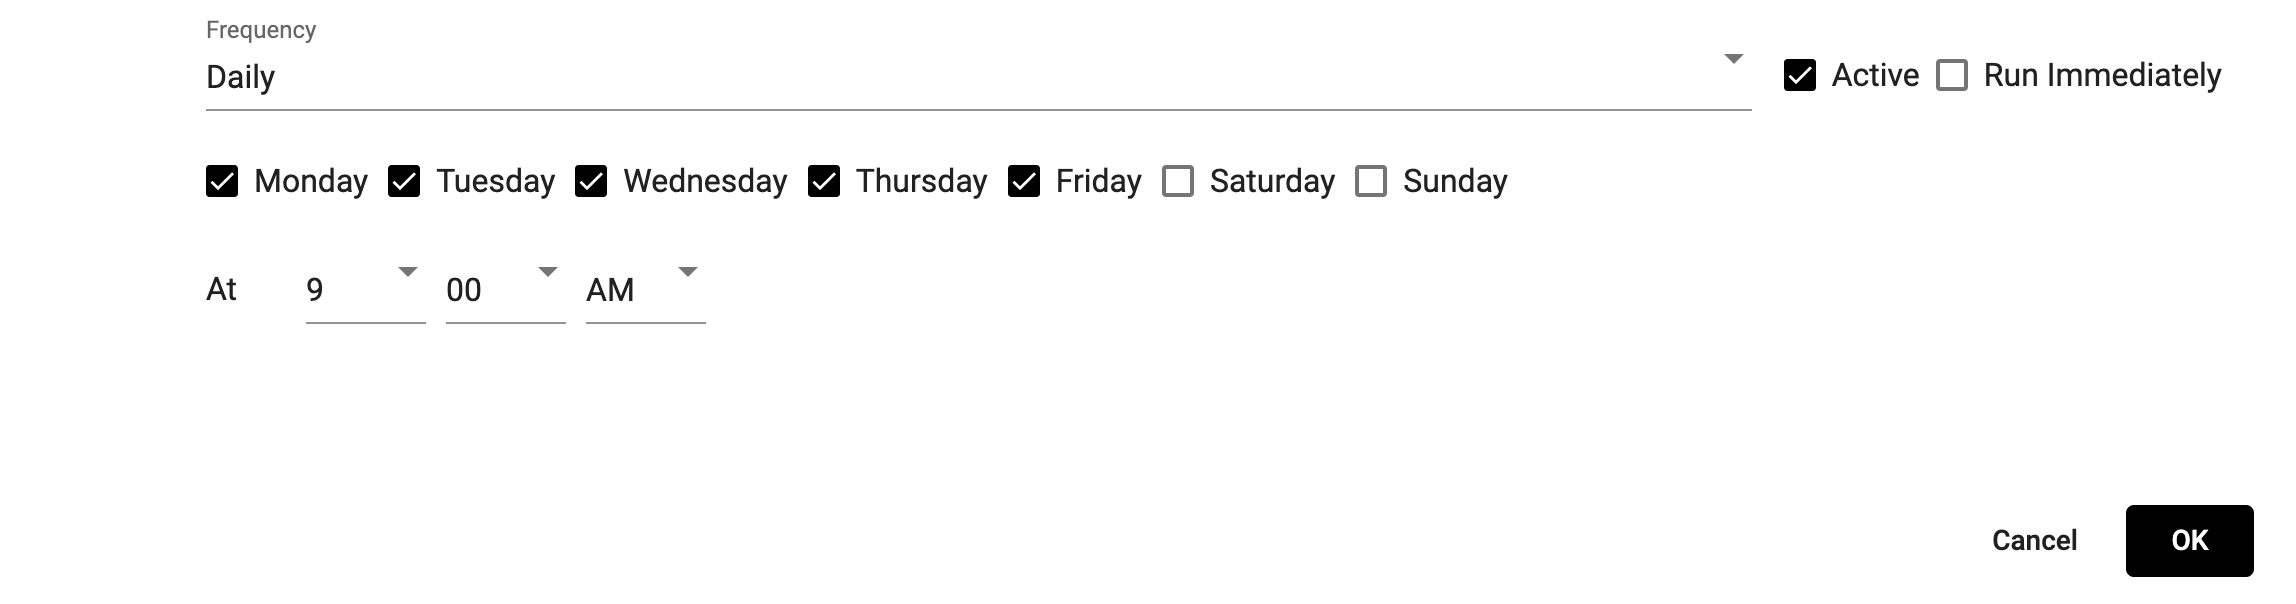 Frequency
Daily
Active Run Immediately
Monday Tuesday Wednesday Thursday Friday Saturday Sunday
At 9 00 AM
Cancel OK